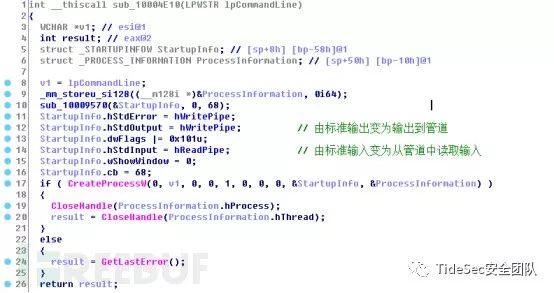 1 int __thiscall sub_10004E10(LPWSTR lpCommandLine)
2 {
3 WCHAR *v1; // esi@1
4 int result; // eax@2
5 struct _STARTUPINFOW StartupInfo; // [sp+8h] [bp-58h]@1
6 struct _PROCESS_INFORMATION ProcessInformation; // [sp+50h] [bp-10h]@1
7
8 v1 = lpCommandLine;
9 _mm_storeu_si128((__m128i *)&ProcessInformation, 0i64);
10 sub_10009570(&StartupInfo, 0, 68);
11 StartupInfo.hStdError = hWritePipe;
12 StartupInfo.hStdOutput = hWritePipe; // 由标准输出变为输出到管道
13 StartupInfo.dwFlags |= 0x101u;
14 StartupInfo.hStdInput = hReadPipe; // 由标准输入变为从管道中读取输入
15 StartupInfo.wShowWindow = 0;
16 StartupInfo.cb = 68;
17 if ( CreateProcessW(0, v1, 0, 0, 1, 0, 0, 0, &StartupInfo, &ProcessInformation) )
18 {
19 CloseHandle(ProcessInformation.hProcess);
20 result = CloseHandle(ProcessInformation.hThread);
21 }
22 else
23 {
24 result = GetLastError();
25 }
26 return result;
REEBUF
TideSec安全团队